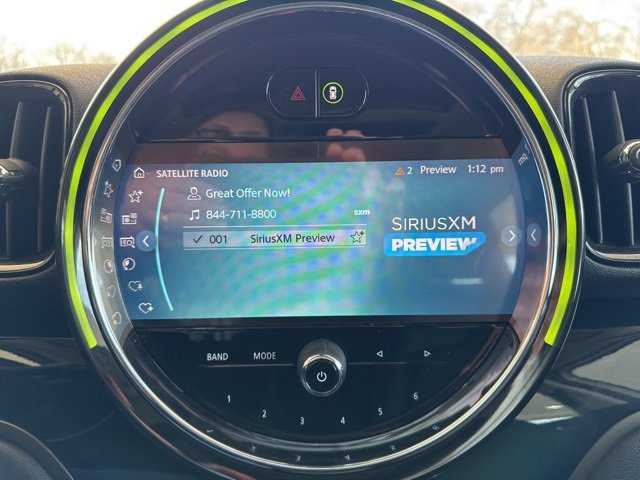 SATELLITE RADIO
2 Preview 1:12 pm
Great Offer Now!
844-711-8800
sxm
001 SiriusXM Preview
SIRIUSXM
PREVIEW
BAND MODE
1 2 3 4 5 6